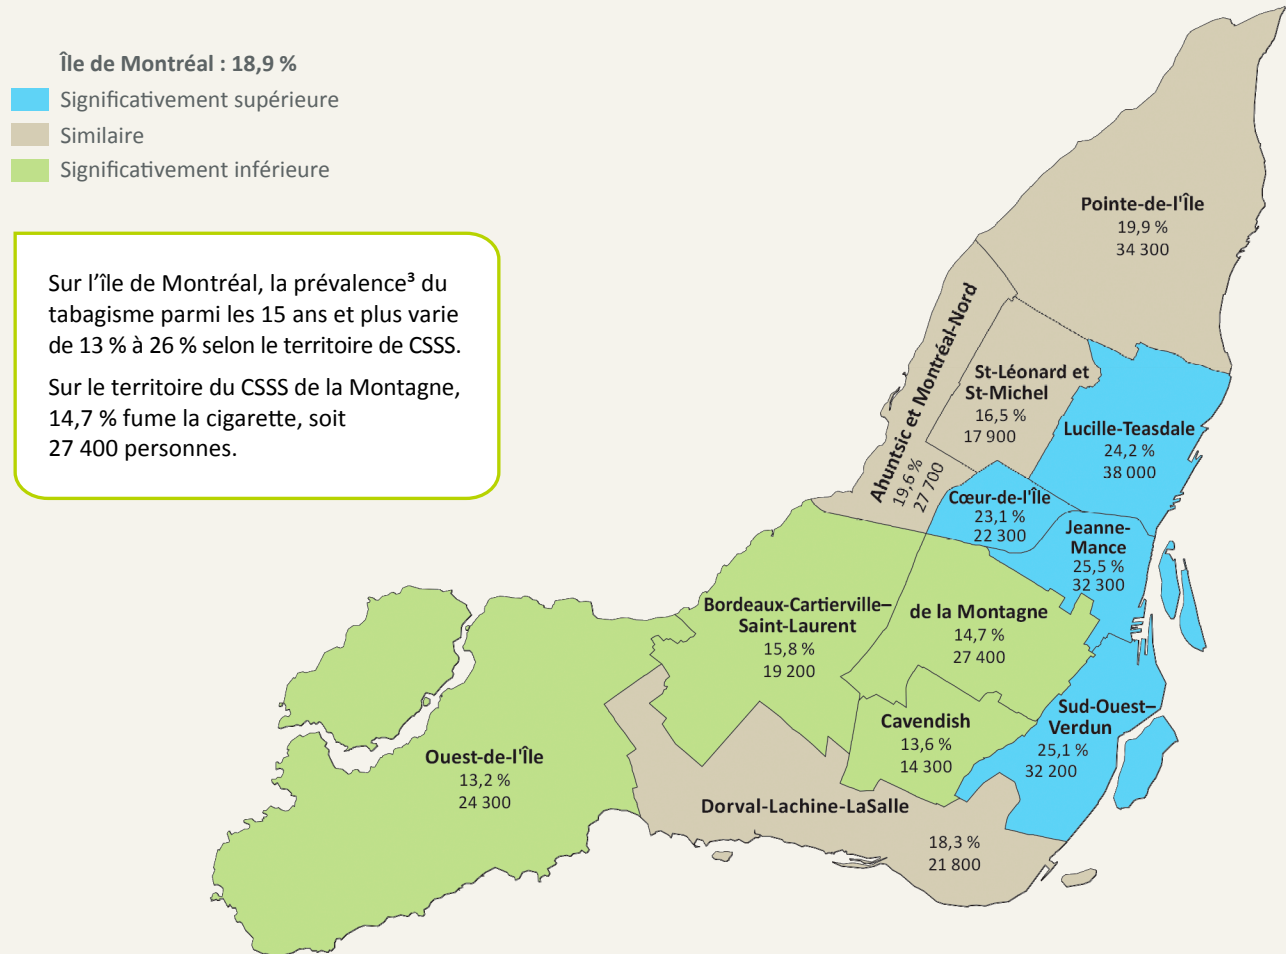 Île de Montréal : 18,9 %
Significativement supérieure
Similaire
Significativement inférieure
Sur l'île de Montréal, la prévalence³ du
tabagisme parmi les 15 ans et plus varie
de 13 % à 26 % selon le territoire de CSSS.
Sur le territoire du CSSS de la Montagne,
14,7 % fume la cigarette, soit
27 400 personnes.
Pointe-de-l'Île
19,9 %
34 300
Ahuntsic et Montréal-Nord
19,6 %
27 700
St-Léonard et
St-Michel
16,5 %
17 900
Lucille-Teasdale
24,2 %
38 000
Cœur-de-l'Île
23,1 %
22 300
Jeanne-
Mance
25,5 %
32 300
Bordeaux-Cartierville–
Saint-Laurent
15,8 %
19 200
de la Montagne
14,7 %
27 400
Cavendish
13,6 %
14 300
Sud-Ouest–
Verdun
25,1 %
32 200
Ouest-de-l'Île
13,2 %
24 300
Dorval-Lachine-LaSalle
18,3 %
21 800